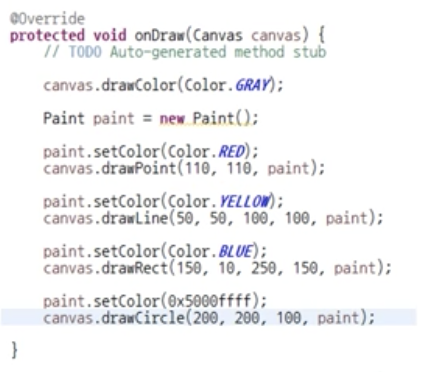 @Override
protected void onDraw(Canvas canvas) {
// TODO Auto-generated method stub
canvas.drawColor(Color.GRAY);
Paint paint = new Paint();
paint.setColor(Color.RED);
canvas.drawPoint(110, 110, paint);
paint.setColor(Color.YELLOW);
canvas.drawLine(50, 50, 100, 100, paint);
paint.setColor(Color.BLUE);
canvas.drawRect(150, 10, 250, 150, paint);
paint.setColor(0x5000ffff);
canvas.drawCircle(200, 200, 100, paint);
}